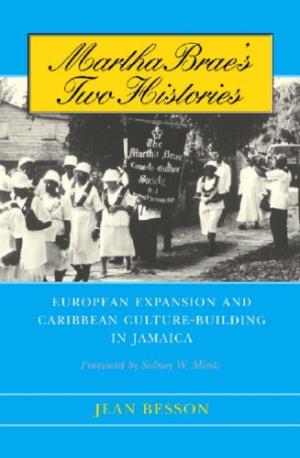 Martha Brae's
Two Histories
The
Martha Brae
Society
EUROPEAN EXPANSION AND
CARIBBEAN CULTURE-BUILDING
IN JAMAICA
Foreword by Sidney W. Mintz
JEAN BESSON